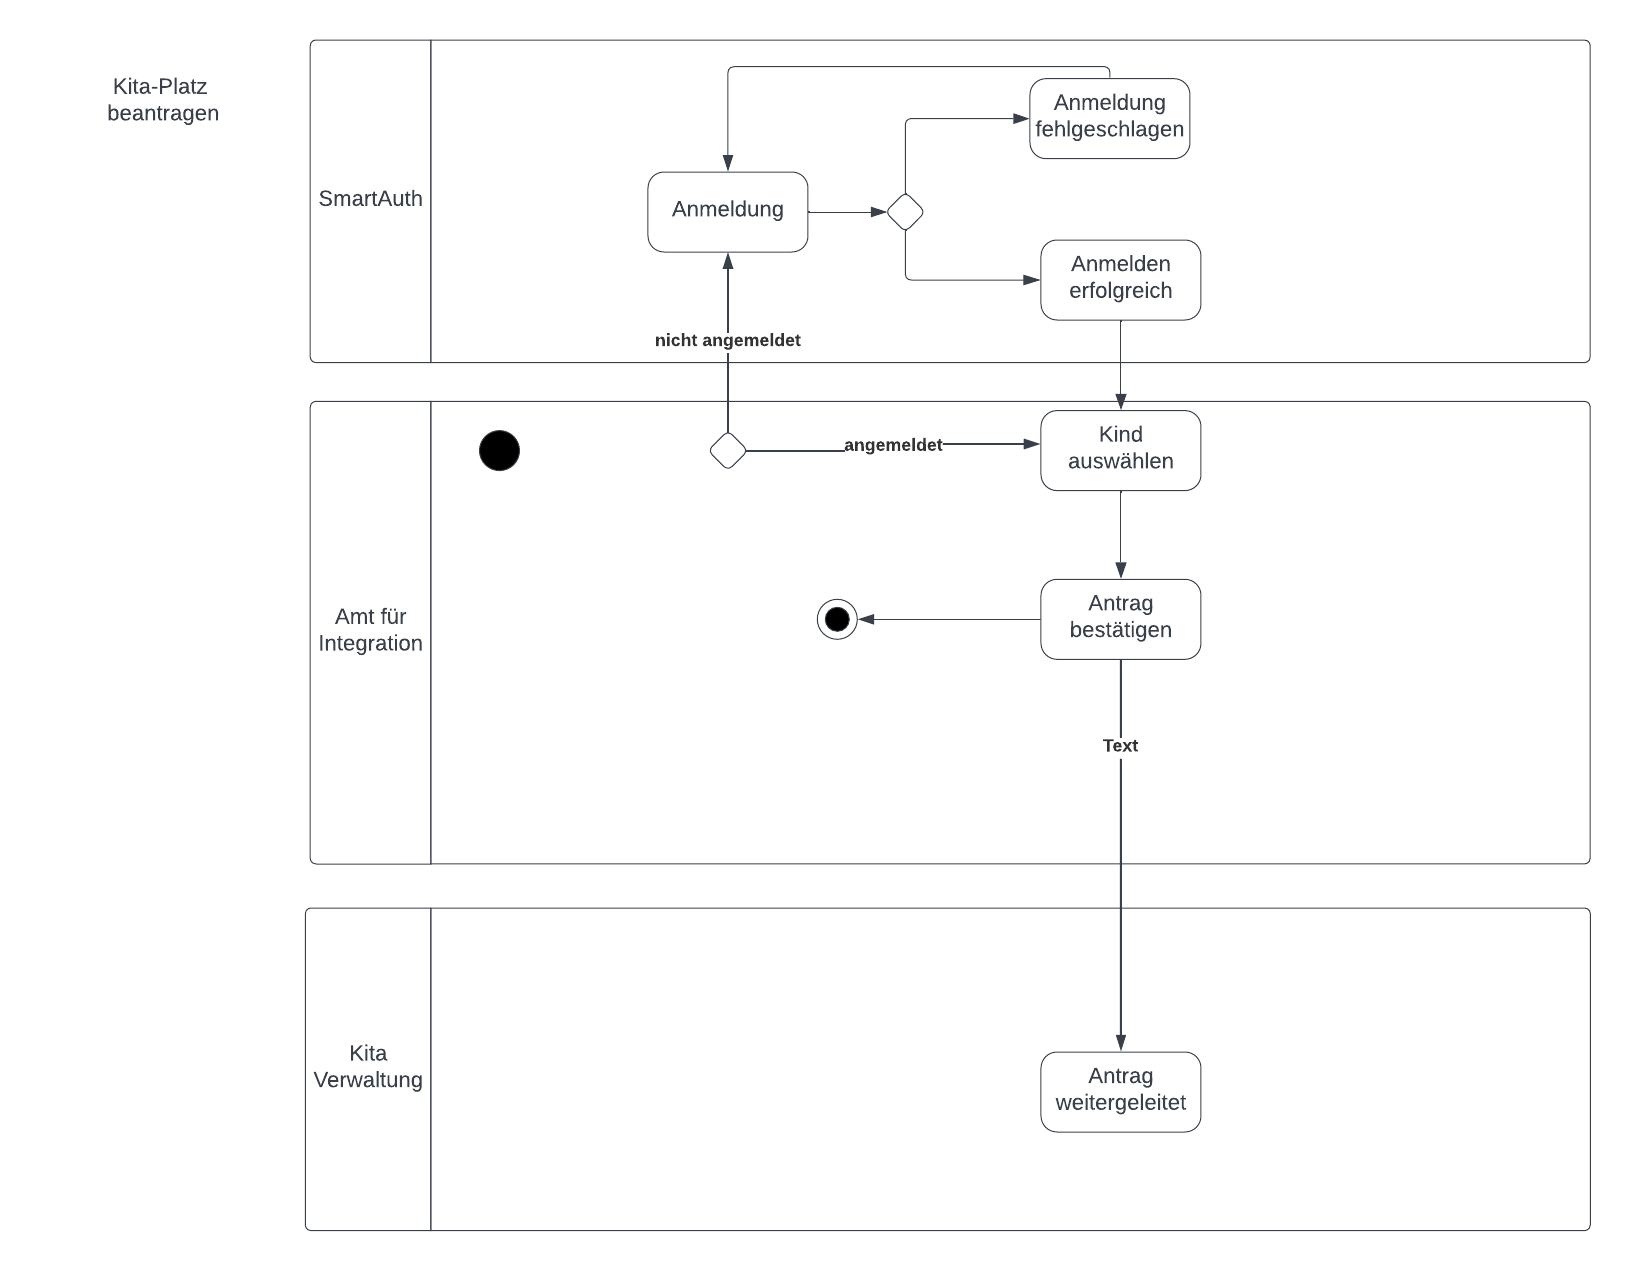 Kita-Platz
beantragen
SmartAuth
Anmeldung
fehlgeschlagen
Anmeldung
Anmelden
erfolgreich
nicht angemeldet
Amt für
Integration
angemeldet
Kind
auswählen
Antrag
bestätigen
Text
Kita
Verwaltung
Antrag
weitergeleitet